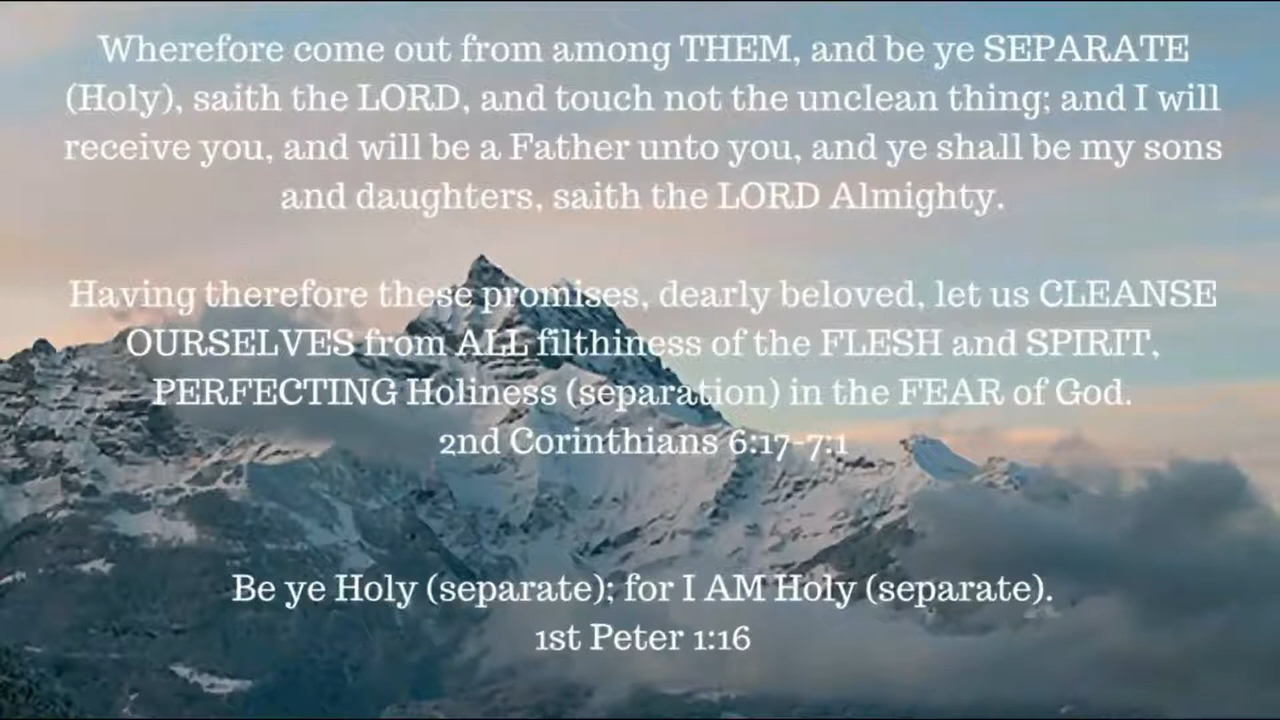 Wherefore come out from among THEM, and be ye SEPARATE
(Holy), saith the LORD, and touch not the unclean thing; and I will
receive you, and will be a Father unto you, and ye shall be my sons
and daughters, saith the LORD Almighty.
Having therefore these promises, dearly beloved, let us CLEANSE
OURSELVES from ALL filthiness of the FLESH and SPIRIT,
PERFECTING Holiness (separation) in the FEAR of God.
2nd Corinthians 6:17-7:1
Be ye Holy (separate); for I AM Holy (separate).
1st Peter 1:16